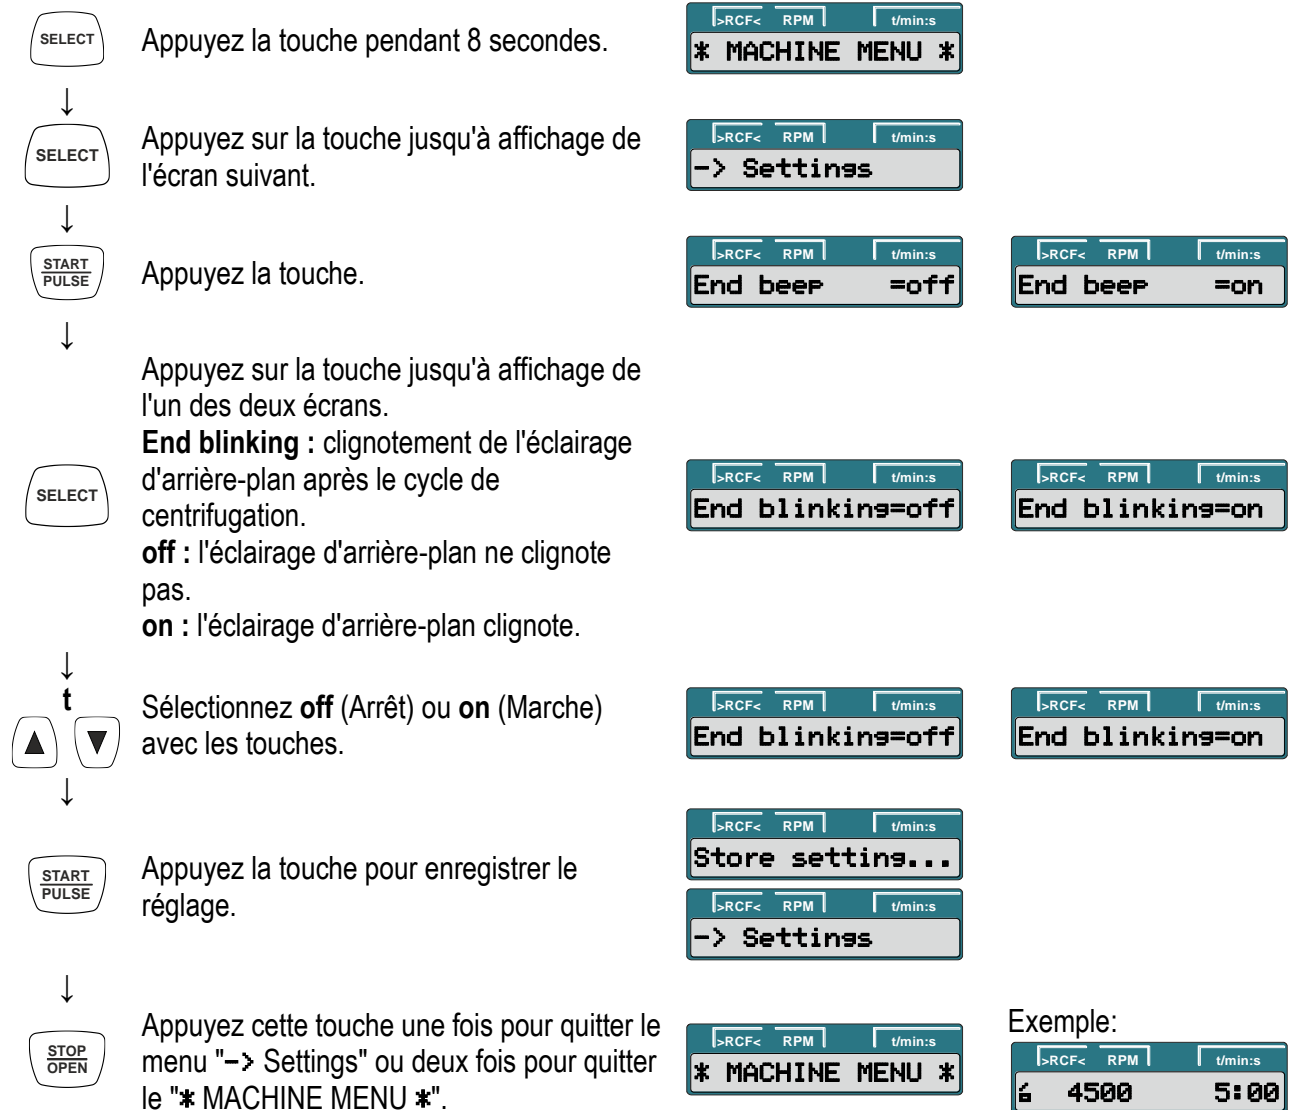 SELECT
Appuyez la touche pendant 8 secondes.
>RCF< RPM t/min:s
* MACHINE MENU *
↓
SELECT
Appuyez sur la touche jusqu'à affichage de
l'écran suivant.
>RCF< RPM t/min:s
-> Settings
↓
START
PULSE
Appuyez la touche.
>RCF< RPM t/min:s
End beep =off
>RCF< RPM t/min:s
End beep =on
↓
SELECT
Appuyez sur la touche jusqu'à affichage de
l'un des deux écrans.
End blinking : clignotement de l'éclairage
d'arrière-plan après le cycle de
centrifugation.
off : l'éclairage d'arrière-plan ne clignote
pas.
on : l'éclairage d'arrière-plan clignote.
>RCF< RPM t/min:s
End blinking=off
>RCF< RPM t/min:s
End blinking=on
↓
t
▲ ▼
Sélectionnez off (Arrêt) ou on (Marche)
avec les touches.
>RCF< RPM t/min:s
End blinking=off
>RCF< RPM t/min:s
End blinking=on
↓
START
PULSE
Appuyez la touche pour enregistrer le
réglage.
>RCF< RPM t/min:s
Store setting...
>RCF< RPM t/min:s
-> Settings
↓
STOP
OPEN
Appuyez cette touche une fois pour quitter le
menu "-> Settings" ou deux fois pour quitter
le "* MACHINE MENU *".
>RCF< RPM t/min:s
* MACHINE MENU *
Exemple:
>RCF< RPM t/min:s
4500 5:00